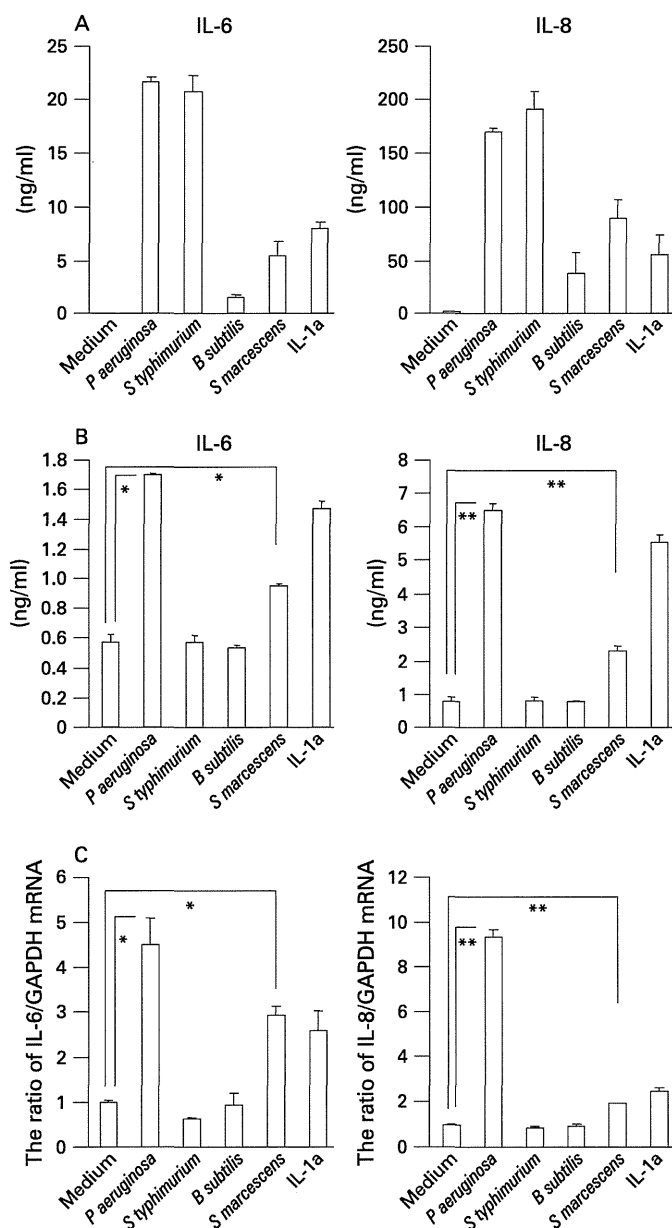 A
IL-6
IL-8
25
20
15
10
5
0
(ng/ml)
Medium
P aeruginosa
S typhimurium
B subtilis
S marcescens
IL-1a
250
200
150
100
50
0
(ng/ml)
Medium
P aeruginosa
S typhimurium
B subtilis
S marcescens
IL-1a
B
IL-6
IL-8
1.8
1.6
1.4
1.2
1.0
0.8
0.6
0.4
0.2
0
(ng/ml)
*
*
Medium
P aeruginosa
S typhimurium
B subtilis
S marcescens
IL-1a
8
7
6
5
4
3
2
1
0
(ng/ml)
**
**
Medium
P aeruginosa
S typhimurium
B subtilis
S marcescens
IL-1a
C
The ratio of IL-6/GAPDH mRNA
6
5
4
3
2
1
0
*
*
Medium
P aeruginosa
S typhimurium
B subtilis
S marcescens
IL-1a
The ratio of IL-8/GAPDH mRNA
12
10
8
6
4
2
0
**
**
Medium
P aeruginosa
S typhimurium
B subtilis
S marcescens
IL-1a